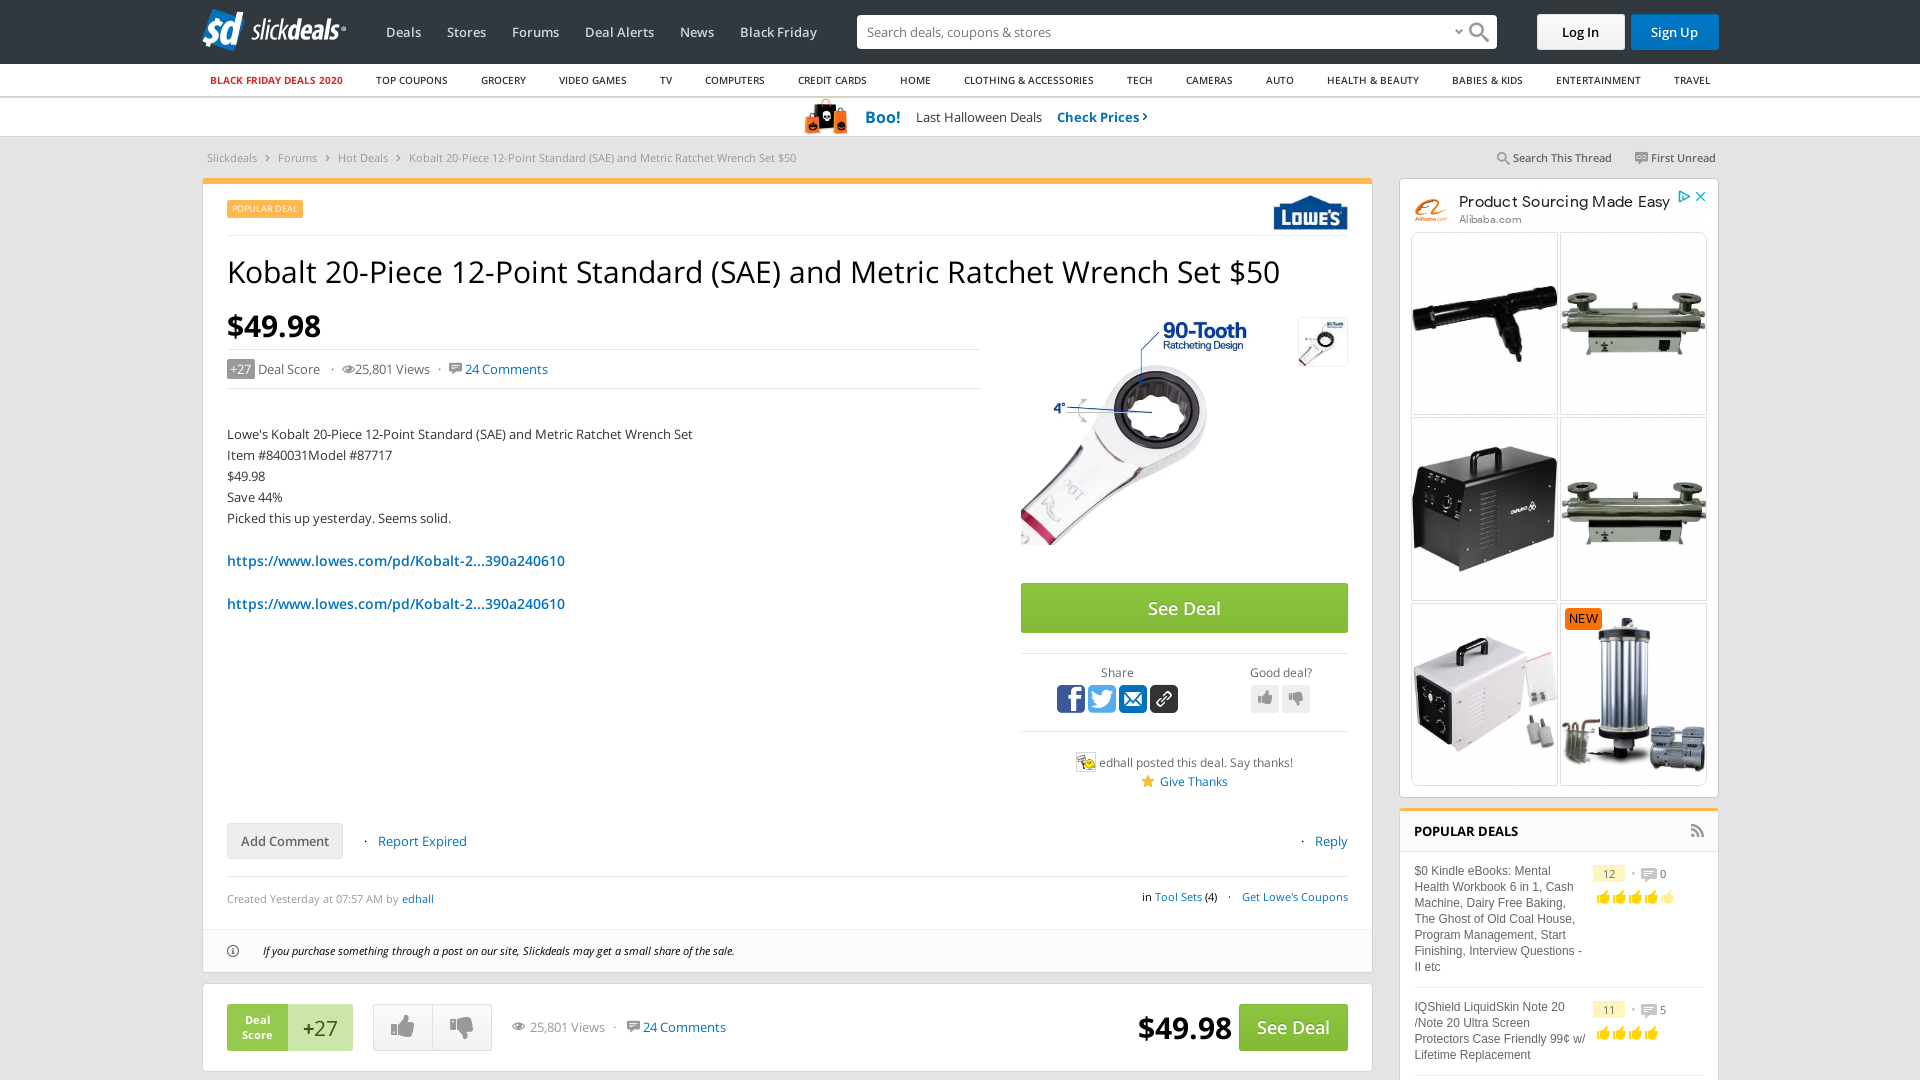 sd slickdeals
Deals
Stores
Forums
Deal Alerts
News
Black Friday
Search deals, coupons & stores
Log In
Sign Up
BLACK FRIDAY DEALS 2020
TOP COUPONS
GROCERY
VIDEO GAMES
TV
COMPUTERS
CREDIT CARDS
HOME
CLOTHING & ACCESSORIES
TECH
CAMERAS
AUTO
HEALTH & BEAUTY
BABIES & KIDS
ENTERTAINMENT
TRAVEL
Boo! Last Halloween Deals Check Prices ›
Slickdeals › Forums › Hot Deals › Kobalt 20-Piece 12-Point Standard (SAE) and Metric Ratchet Wrench Set $50
Search This Thread
First Unread
POPULAR DEAL
LOWE'S
Kobalt 20-Piece 12-Point Standard (SAE) and Metric Ratchet Wrench Set $50
$49.98
+27 Deal Score · 25,801 Views · 24 Comments
Lowe's Kobalt 20-Piece 12-Point Standard (SAE) and Metric Ratchet Wrench Set
Item #840031Model #87717
$49.98
Save 44%
Picked this up yesterday. Seems solid.
https://www.lowes.com/pd/Kobalt-2...390a240610
https://www.lowes.com/pd/Kobalt-2...390a240610
90-Tooth
Ratcheting Design
4°
See Deal
Share
Good deal?
edhall posted this deal. Say thanks!
Give Thanks
Add Comment
· Report Expired
· Reply
Created Yesterday at 07:57 AM by edhall
in Tool Sets (4) · Get Lowe's Coupons
If you purchase something through a post on our site, Slickdeals may get a small share of the sale.
Deal
Score
+27
25,801 Views · 24 Comments
$49.98
See Deal
Product Sourcing Made Easy
Alibaba.com
NEW
POPULAR DEALS
$0 Kindle eBooks: Mental
Health Workbook 6 in 1, Cash
Machine, Dairy Free Baking,
The Ghost of Old Coal House,
Program Management, Start
Finishing, Interview Questions -
II etc
12 • 0
IQShield LiquidSkin Note 20
/Note 20 Ultra Screen
Protectors Case Friendly 99¢ w/
Lifetime Replacement
11 • 5